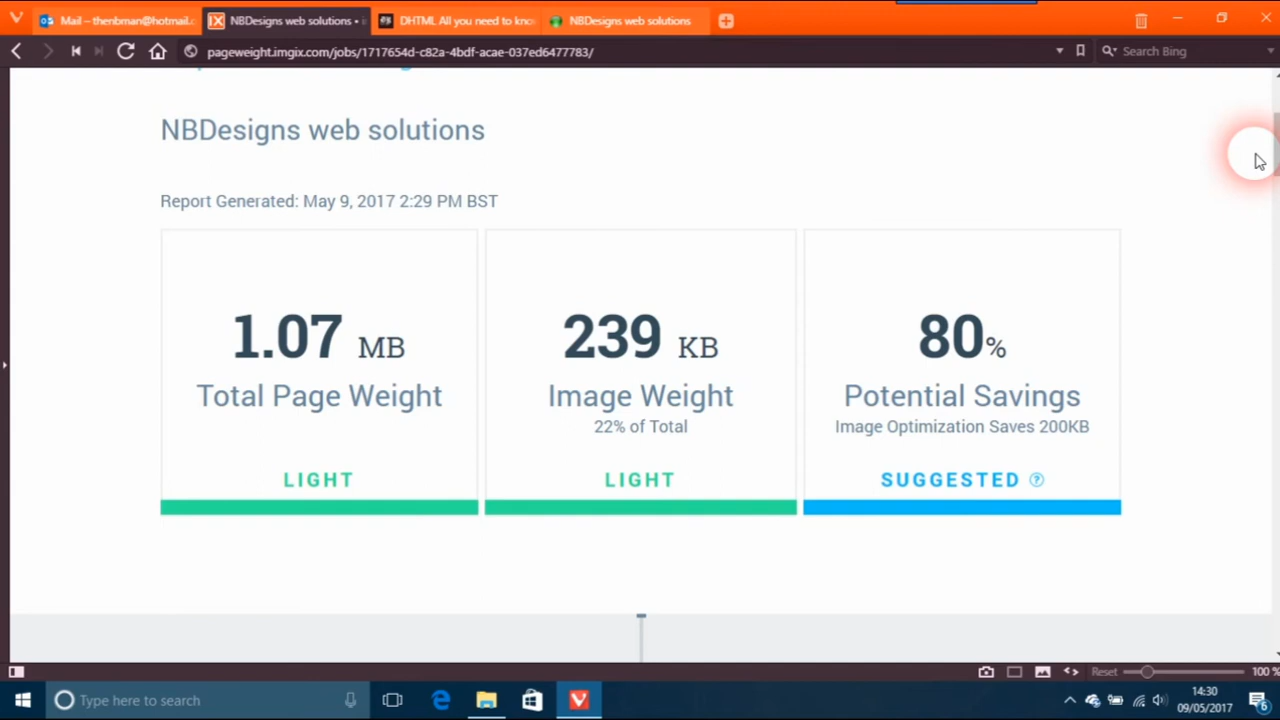 Mail – thenbman@hotmail.c
NBDesigns web solutions •
DHTML All you need to kno
NBDesigns web solutions
pageweight.imgix.com/jobs/1717654d-c82a-4bdf-acae-037ed6477783/
Search Bing
NBDesigns web solutions
Report Generated: May 9, 2017 2:29 PM BST
1.07 MB
Total Page Weight
LIGHT
239 KB
Image Weight
22% of Total
LIGHT
80%
Potential Savings
Image Optimization Saves 200KB
SUGGESTED ?
Reset
100 %
Type here to search
14:30
09/05/2017
6